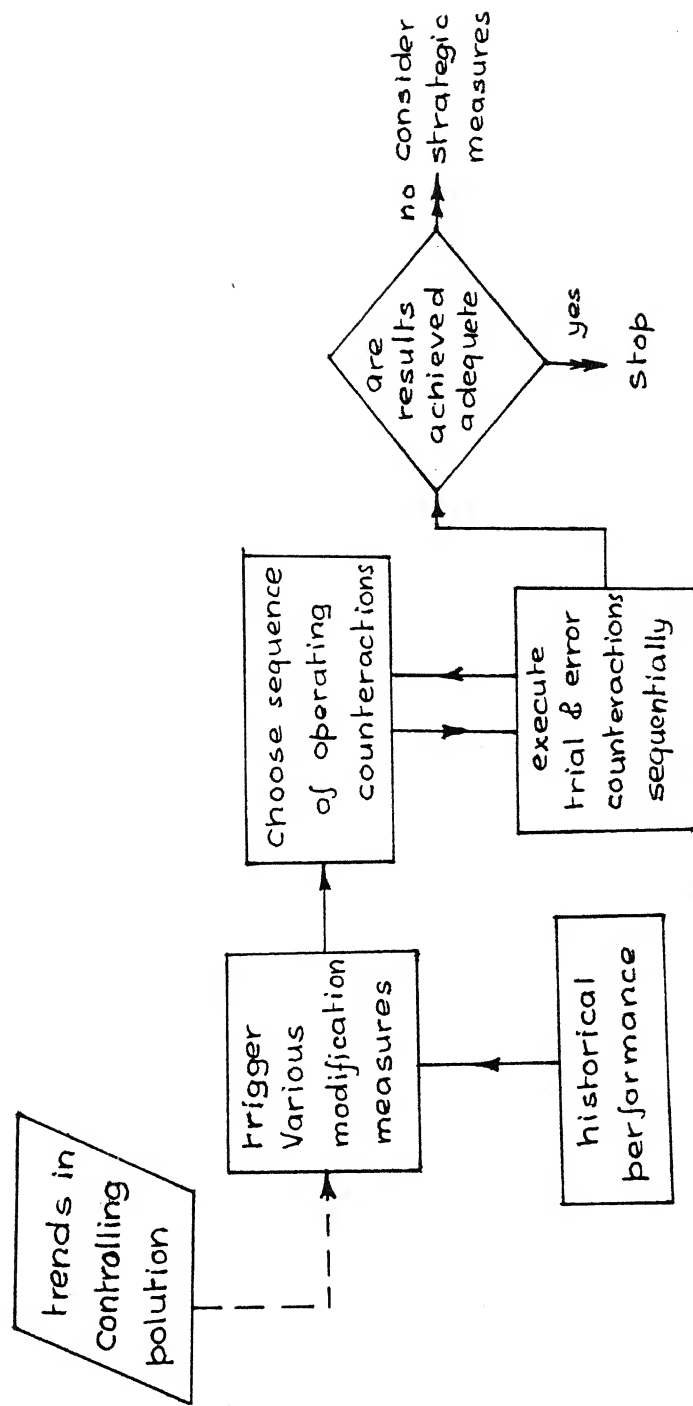 trends in
controlling
polution
trigger
Various
modification
measures
historical
performance
choose sequence
of operating
counteractions
execute
trial & error
counteractions
sequentially
are
results
achieved
adequete
no consider
strategic
measures
yes
stop